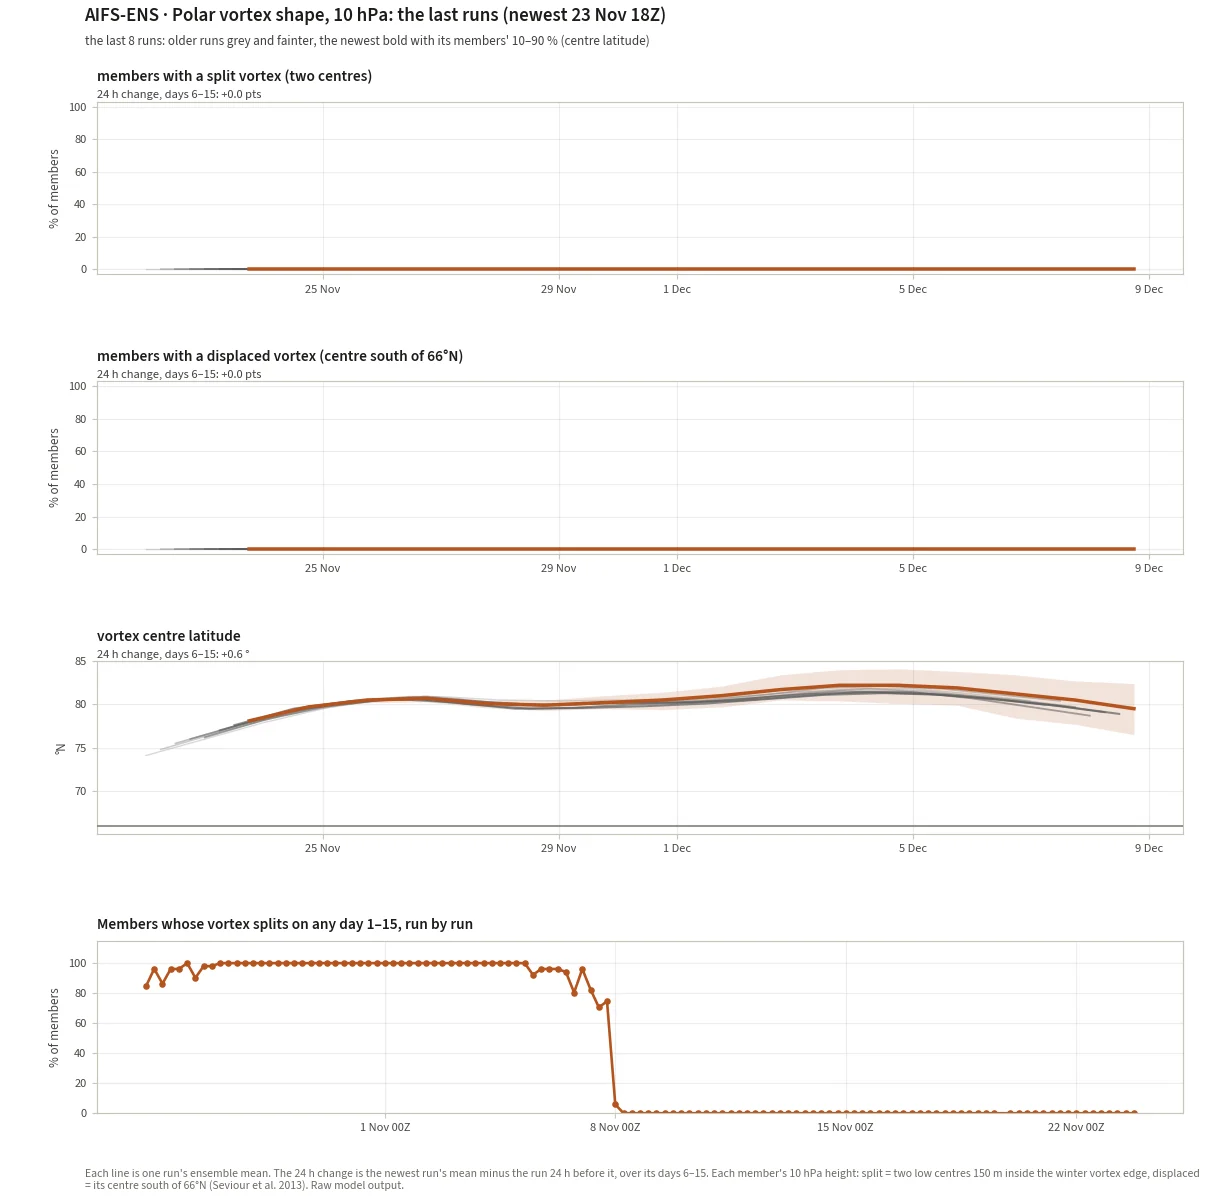 AIFS-ENS · Polar vortex shape, 10 hPa: the last runs (newest 23 Nov 18Z)
the last 8 runs: older runs grey and fainter, the newest bold with its members' 10–90 % (centre latitude)
members with a split vortex (two centres)
24 h change, days 6–15: +0.0 pts
100
80
60
40
20
0
% of members
25 Nov
29 Nov
1 Dec
5 Dec
9 Dec
members with a displaced vortex (centre south of 66°N)
24 h change, days 6–15: +0.0 pts
100
80
60
40
20
0
% of members
25 Nov
29 Nov
1 Dec
5 Dec
9 Dec
vortex centre latitude
24 h change, days 6–15: +0.6 °
85
80
75
70
°N
25 Nov
29 Nov
1 Dec
5 Dec
9 Dec
Members whose vortex splits on any day 1–15, run by run
100
80
60
40
20
0
% of members
1 Nov 00Z
8 Nov 00Z
15 Nov 00Z
22 Nov 00Z
Each line is one run's ensemble mean. The 24 h change is the newest run's mean minus the run 24 h before it, over its days 6–15. Each member's 10 hPa height: split = two low centres 150 m inside the winter vortex edge, displaced
= its centre south of 66°N (Seviour et al. 2013). Raw model output.